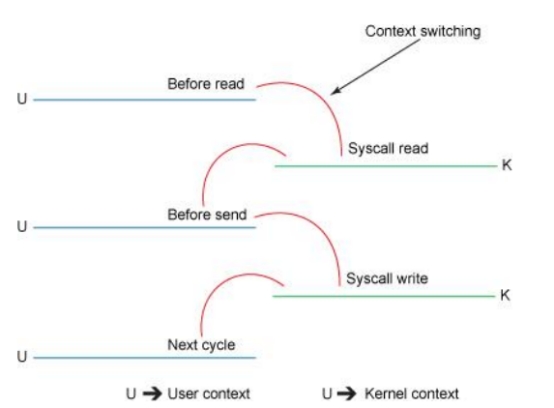 Context switching
Before read
U
Syscall read
K
Before send
U
Syscall write
K
Next cycle
U
U ➔ User context U ➔ Kernel context